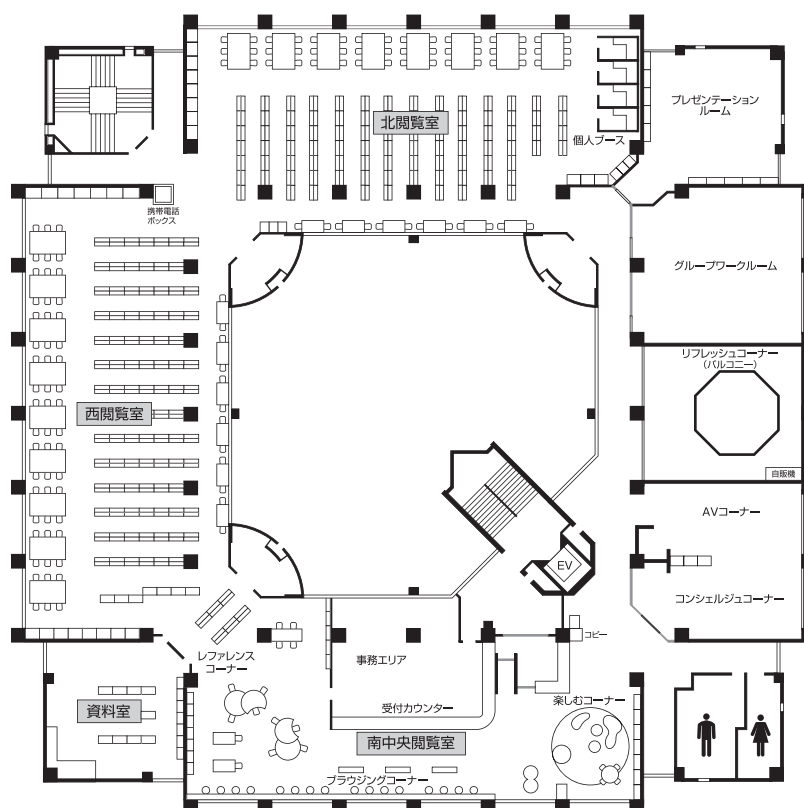 北閲覧室
個人ブース
プレゼンテーション
ルーム
携帯電話
ボックス
グループワークルーム
リフレッシュコーナー
(バルコニー)
西閲覧室
自販機
AVコーナー
EV
コンシェルジュコーナー
コピー
レファレンス
コーナー
事務エリア
資料室
受付カウンター
楽しむコーナー
南中央閲覧室
ブラウジングコーナー